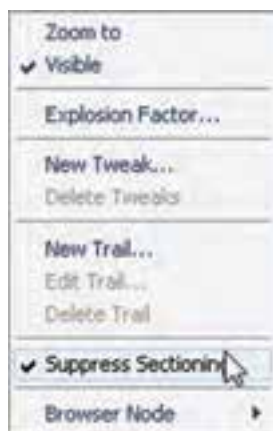 Zoom to
Visible
Explosion Factor...
New Tweak...
Delete Tweaks
New Trail...
Edit Trail...
Delete Trail
Suppress Sectioning
Browser Node